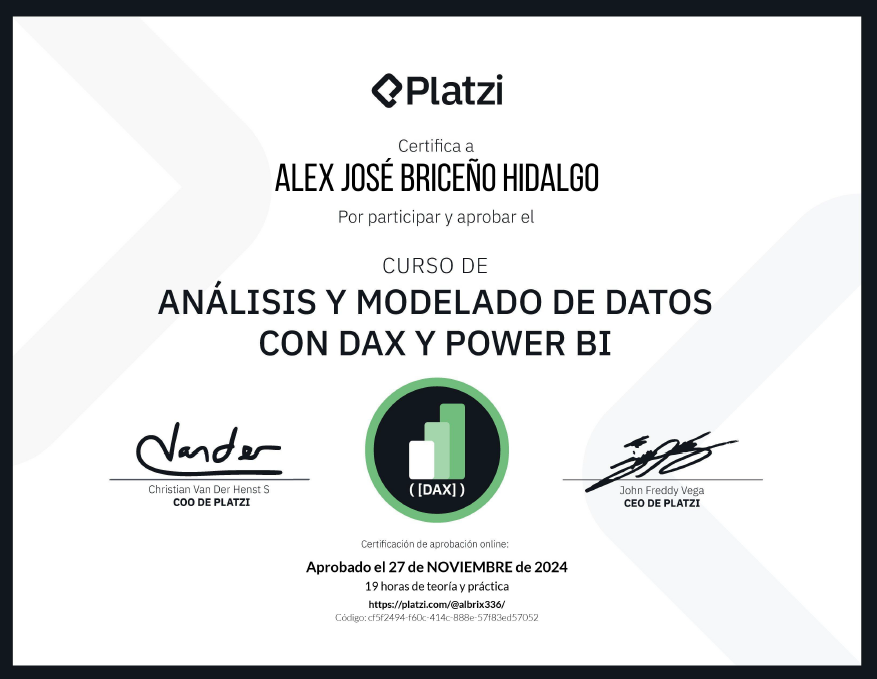 Platzi
Certifica a
ALEX JOSÉ BRICEÑO HIDALGO
Por participar y aprobar el
CURSO DE
ANÁLISIS Y MODELADO DE DATOS
CON DAX Y POWER BI
Vander
([DAX])
Christian Van Der Henst S
COO DE PLATZI
John Freddy Vega
CEO DE PLATZI
Certificación de aprobación online:
Aprobado el 27 de NOVIEMBRE de 2024
19 horas de teoría y práctica
https://platzi.com/@albrix336/
Código: cf5f2494-f60c-414c-888e-57f83ed57052